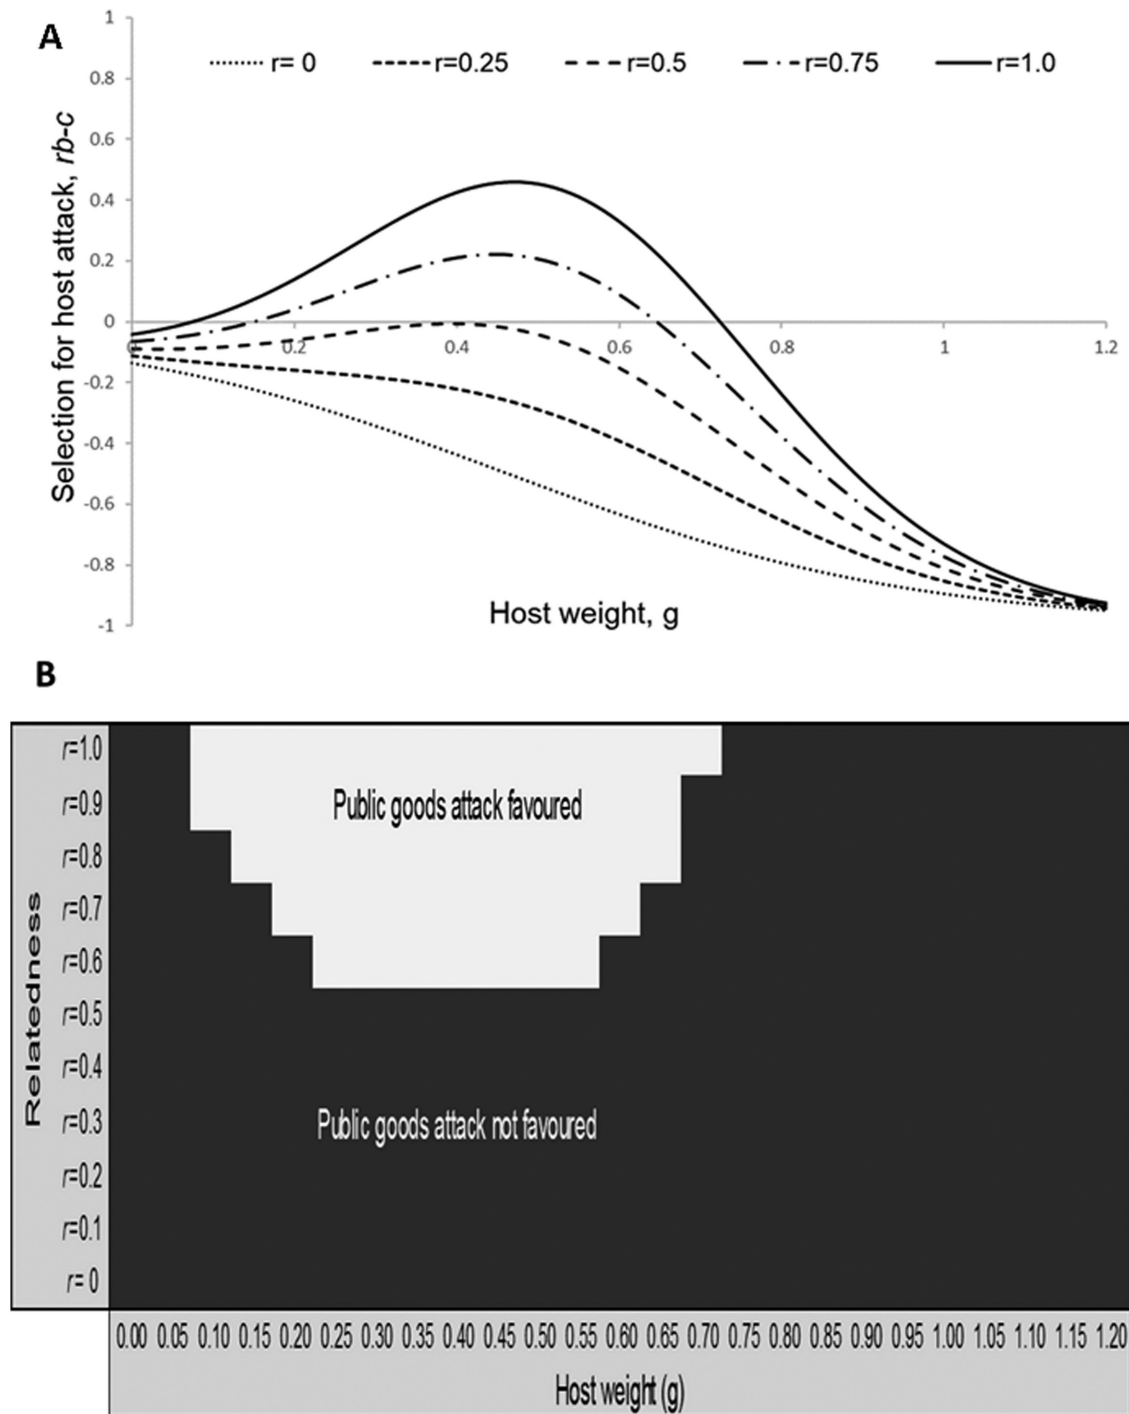 A
1
r= 0 r=0.25 r=0.5 r=0.75 r=1.0
0.8
0.6
0.4
0.2
0
-0.2
-0.4
-0.6
-0.8
-1
Selection for host attack, rb-c
0 0.2 0.4 0.6 0.8 1 1.2
Host weight, g
B
Relatedness
r=1.0
r=0.9
r=0.8
r=0.7
r=0.6
r=0.5
r=0.4
r=0.3
r=0.2
r=0.1
r= 0
Public goods attack favoured
Public goods attack not favoured
0.00 0.05 0.10 0.15 0.20 0.25 0.30 0.35 0.40 0.45 0.50 0.55 0.60 0.65 0.70 0.75 0.80 0.85 0.90 0.95 1.00 1.05 1.10 1.15 1.20
Host weight (g)